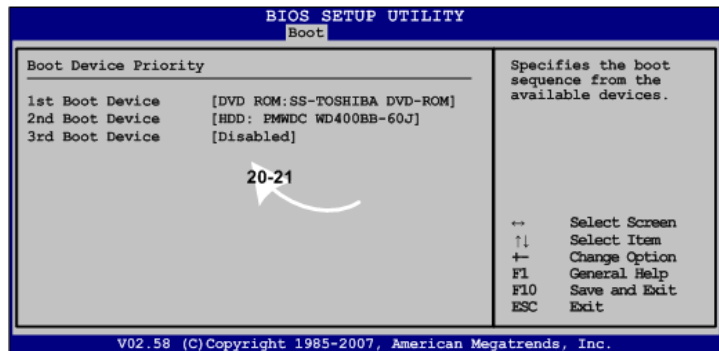 BIOS SETUP UTILITY
Boot
Boot Device Priority
1st Boot Device [DVD ROM:SS-TOSHIBA DVD-ROM]
2nd Boot Device [HDD: PMWDC WD400BB-60J]
3rd Boot Device [Disabled]
20-21
Specifies the boot
sequence from the
available devices.
↔ Select Screen
↑↓ Select Item
+- Change Option
F1 General Help
F10 Save and Exit
ESC Exit
V02.58 (C)Copyright 1985-2007, American Megatrends, Inc.